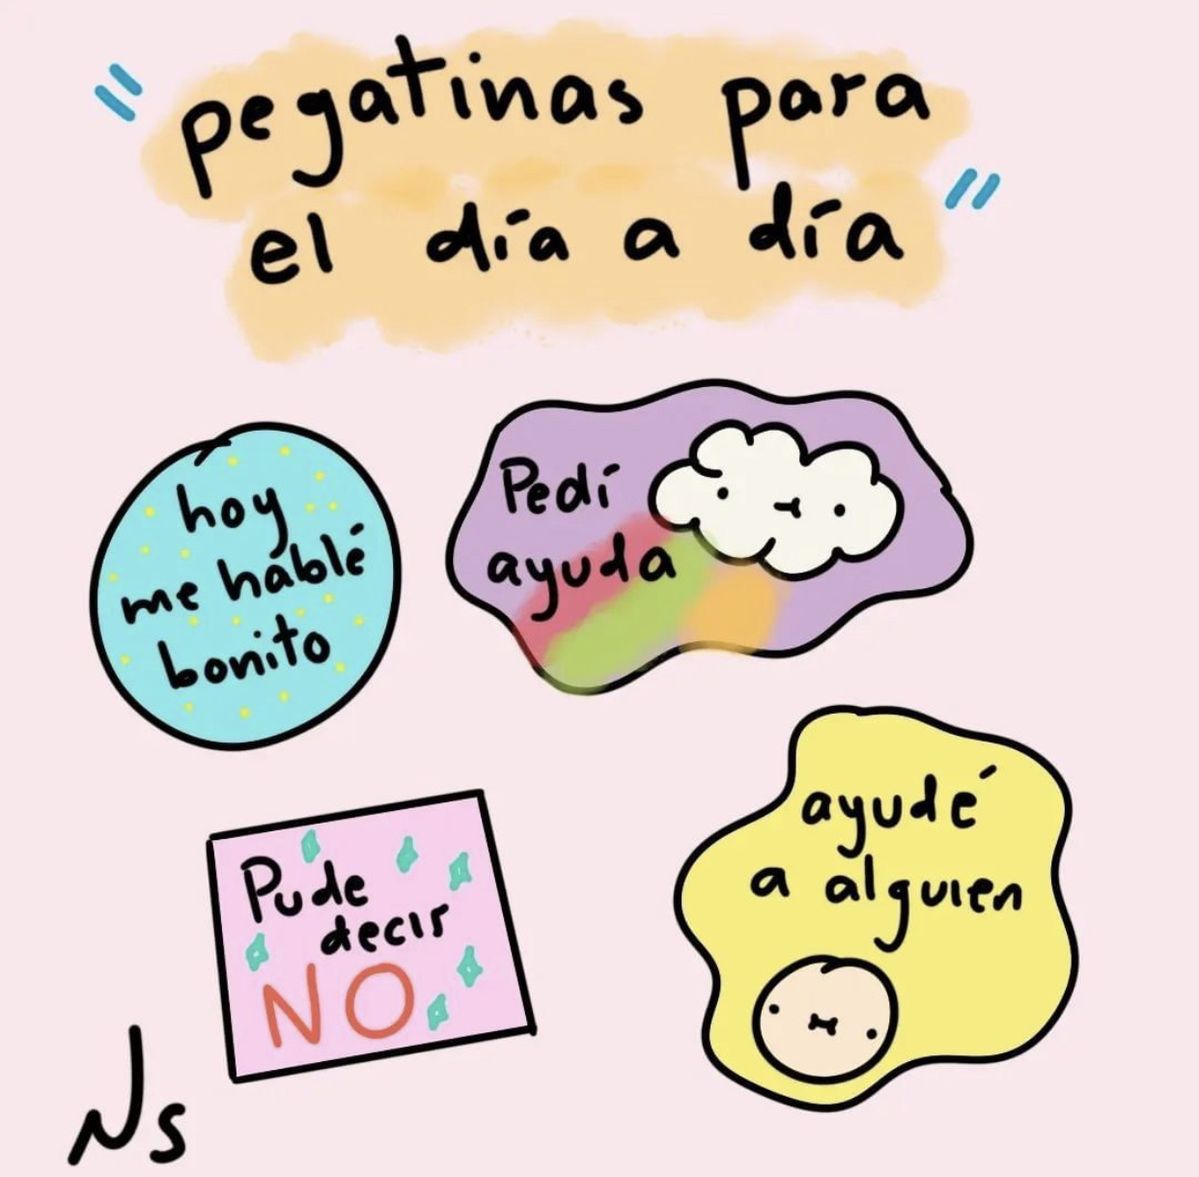 "pegatinas para
el día a día"
hoy
me hablé
bonito
Pedí
ayuda
Pude
decir
NO
ayudé
a alguien
Ns